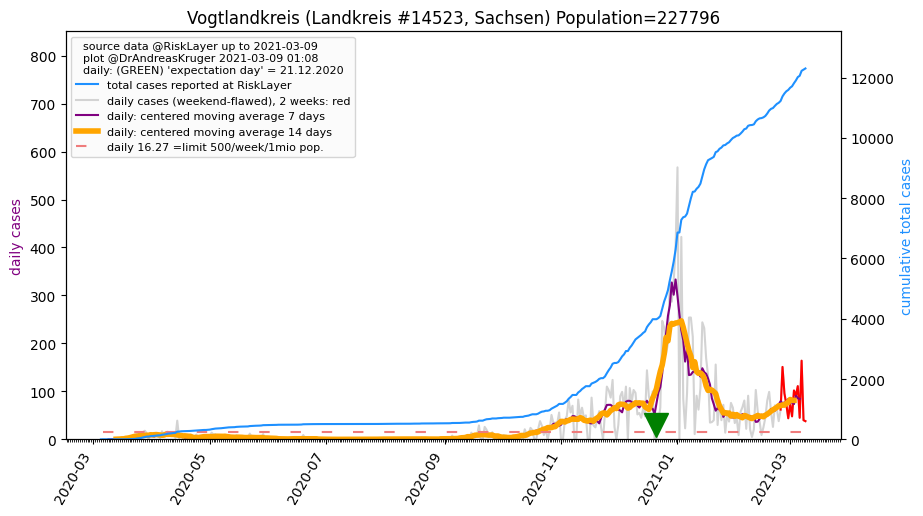 Vogtlandkreis (Landkreis #14523, Sachsen) Population=227796
source data @RiskLayer up to 2021-03-09
plot @DrAndreasKruger 2021-03-09 01:08
daily: (GREEN) 'expectation day' = 21.12.2020
total cases reported at RiskLayer
daily cases (weekend-flawed), 2 weeks: red
daily: centered moving average 7 days
daily: centered moving average 14 days
daily 16.27 =limit 500/week/1mio pop.
daily cases
800
700
600
500
400
300
200
100
0
cumulative total cases
12000
10000
8000
6000
4000
2000
0
2020-03
2020-05
2020-07
2020-09
2020-11
2021-01
2021-03